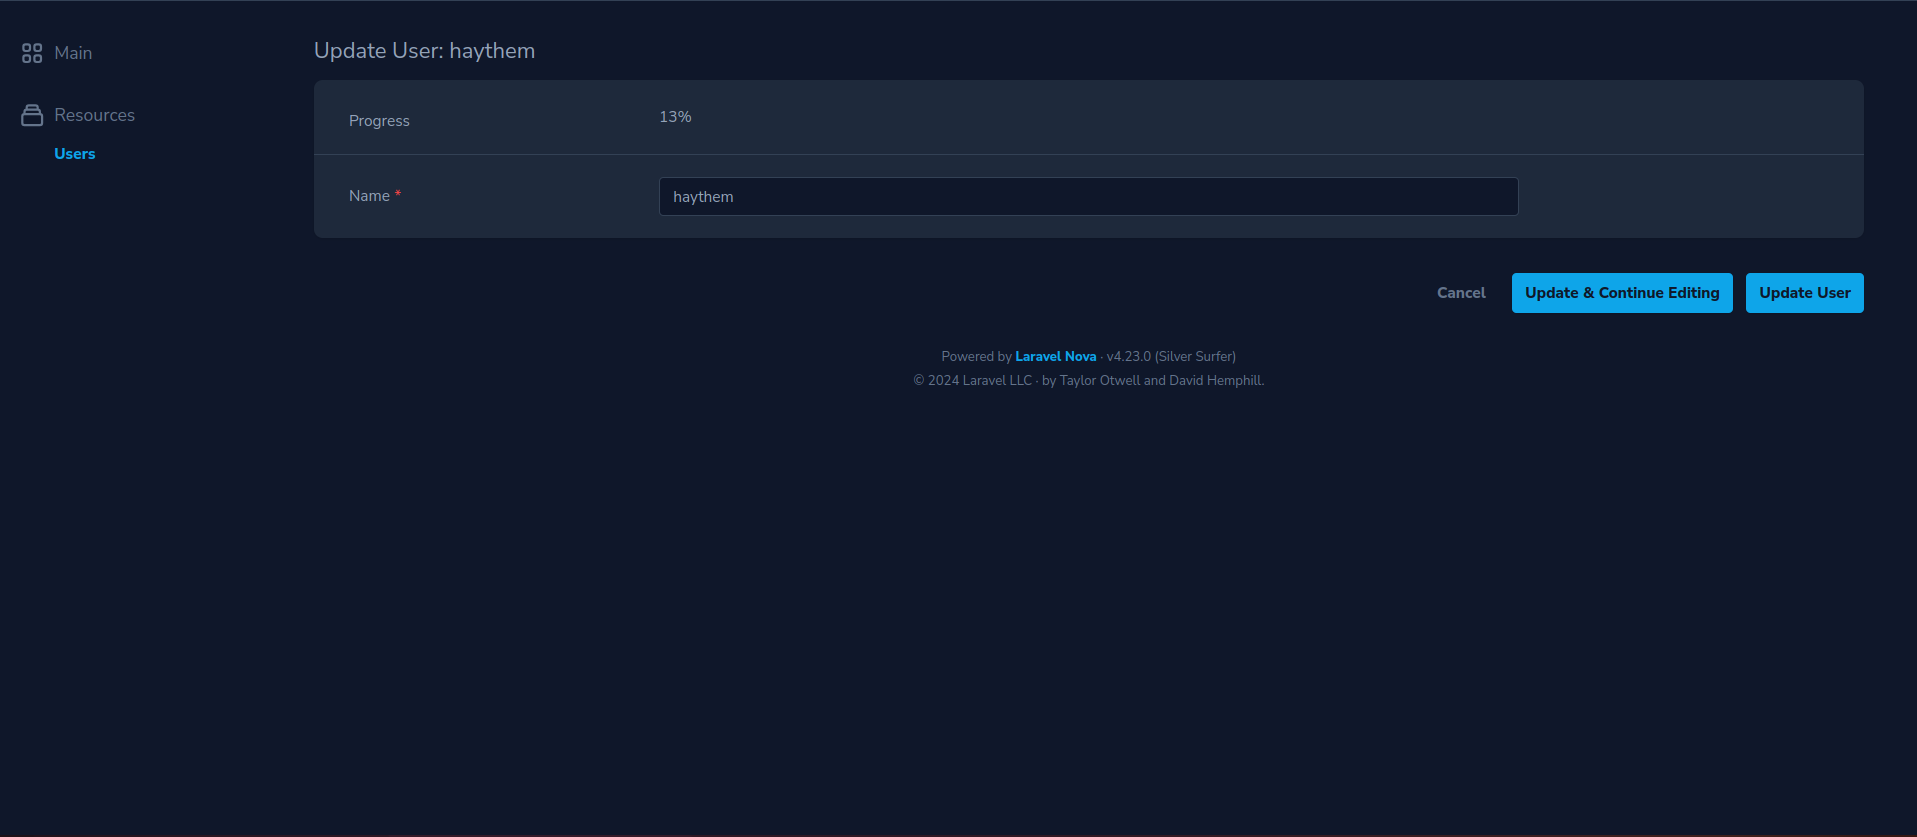 Main
Resources
Users
Update User: haythem
Progress 13%
Name * haythem
Cancel Update & Continue Editing Update User
Powered by Laravel Nova · v4.23.0 (Silver Surfer)
© 2024 Laravel LLC · by Taylor Otwell and David Hemphill.